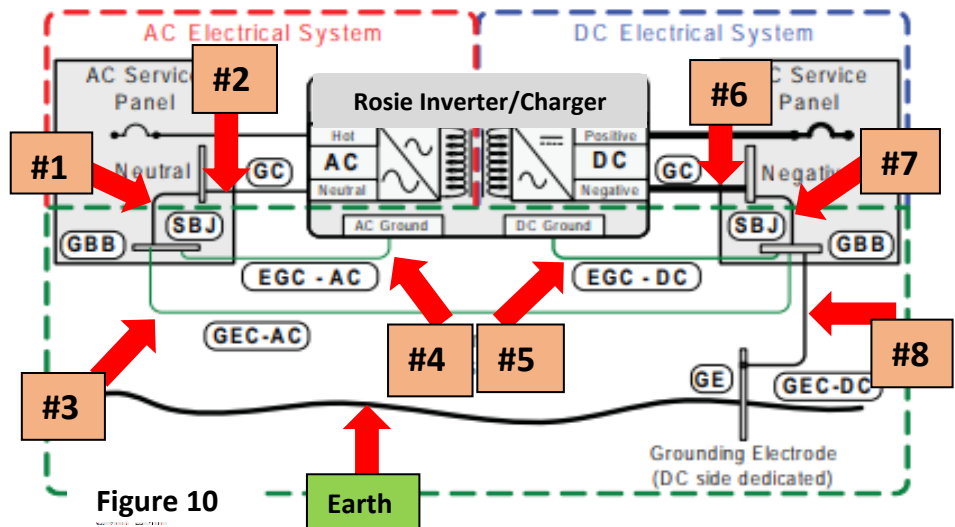 AC Electrical System
DC Electrical System
AC Service
Panel
#2
Rosie Inverter/Charger
#6
C Service
Panel
Hot
AC
Neutral
Positive
DC
Negative
#1
Neutral
GC
GC
Negativ
#7
SBJ
GBB
AC Ground
DC Ground
SBJ
GBB
EGC - AC
EGC - DC
GEC-AC
#4
#5
#8
#3
GE
GEC-DC
Grounding Electrode
(DC side dedicated)
Figure 10
Earth